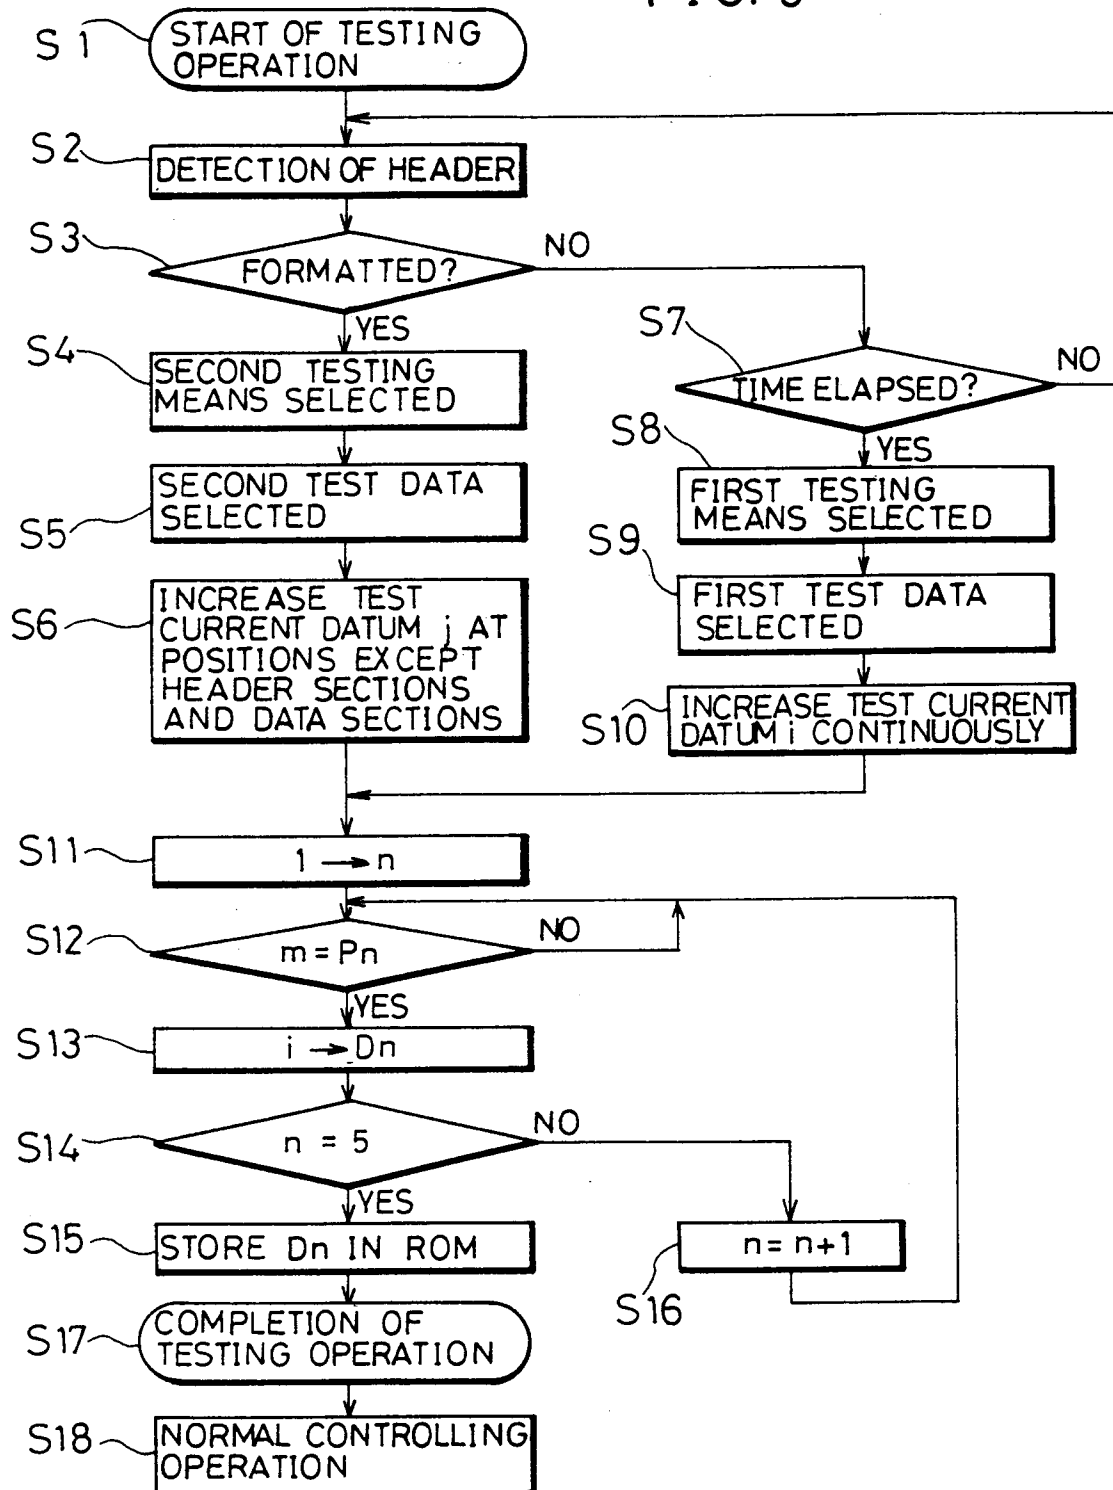 S1
START OF TESTING
OPERATION
S2
DETECTION OF HEADER
S3
FORMATTED?
NO
YES
S4
SECOND TESTING
MEANS SELECTED
S5
SECOND TEST DATA
SELECTED
S6
INCREASE TEST
CURRENT DATUM j AT
POSITIONS EXCEPT
HEADER SECTIONS
AND DATA SECTIONS
S7
TIME ELAPSED?
NO
YES
S8
FIRST TESTING
MEANS SELECTED
S9
FIRST TEST DATA
SELECTED
S10
INCREASE TEST CURRENT
DATUM i CONTINUOUSLY
S11
1 → n
S12
m = Pn
NO
YES
S13
i → Dn
S14
n = 5
NO
YES
S15
STORE Dn IN ROM
S16
n = n+1
S17
COMPLETION OF
TESTING OPERATION
S18
NORMAL CONTROLLING
OPERATION